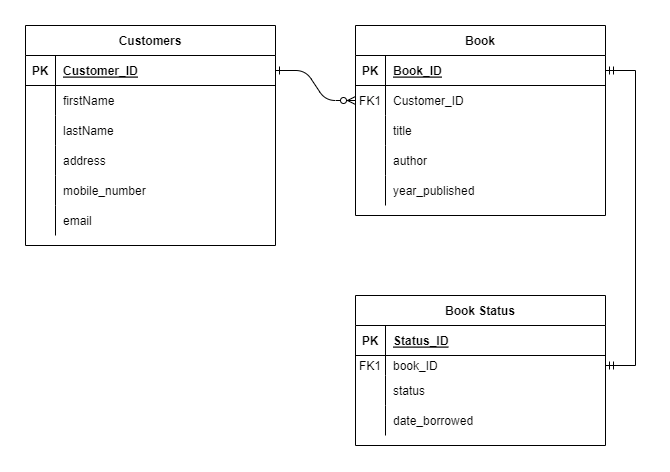 Customers
PK Customer_ID
firstName
lastName
address
mobile_number
email
Book
PK Book_ID
FK1 Customer_ID
title
author
year_published
Book Status
PK Status_ID
FK1 book_ID
status
date_borrowed